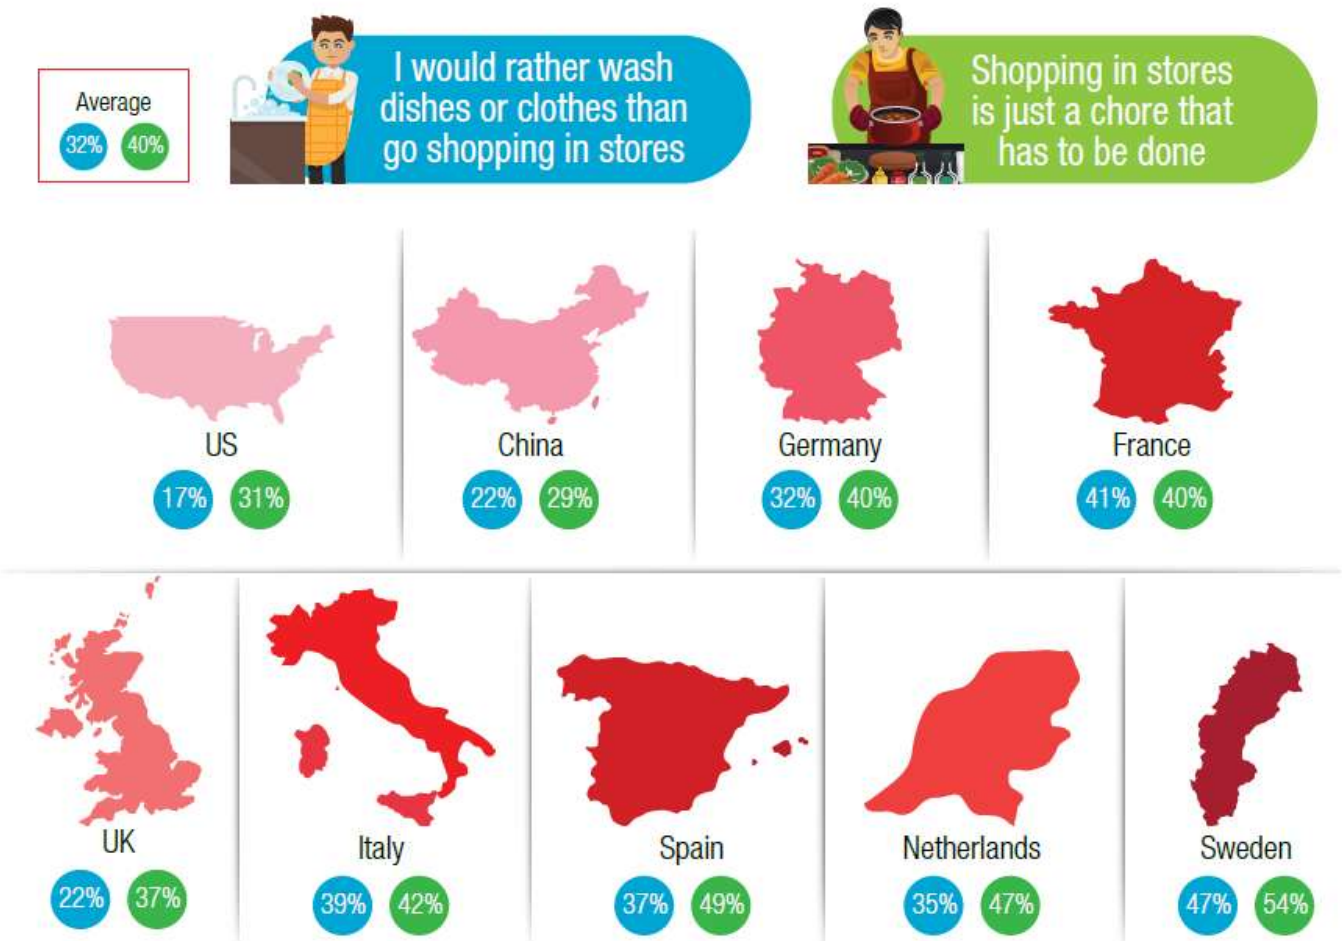 Average
32% 40%
I would rather wash
dishes or clothes than
go shopping in stores
Shopping in stores
is just a chore that
has to be done
US
17% 31%
China
22% 29%
Germany
32% 40%
France
41% 40%
UK
22% 37%
Italy
39% 42%
Spain
37% 49%
Netherlands
35% 47%
Sweden
47% 54%